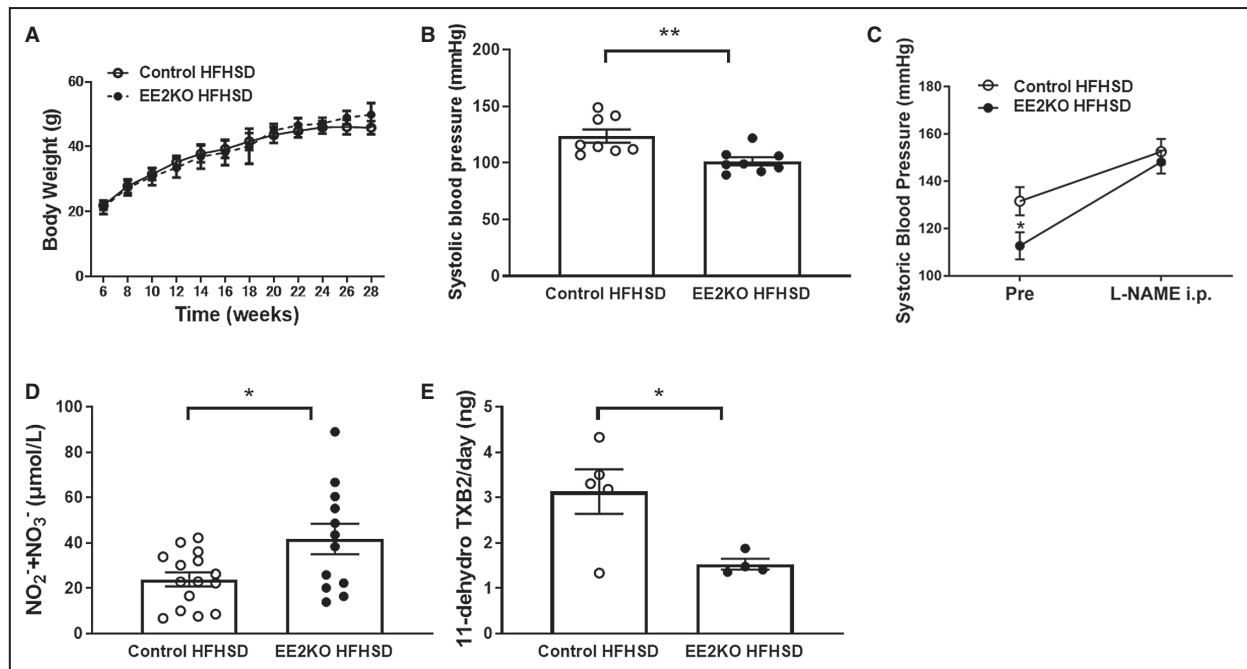 A
Control HFHSD
EE2KO HFHSD
Body Weight (g)
60
40
20
0
6 8 10 12 14 16 18 20 22 24 26 28
Time (weeks)
B
**
Systolic blood pressure (mmHg)
200
150
100
50
0
Control HFHSD EE2KO HFHSD
C
Control HFHSD
EE2KO HFHSD
Systoric Blood Pressure (mmHg)
180
160
140
120
100
*
Pre L-NAME i.p.
D
*
NO₂⁻+NO₃⁻ (μmol/L)
100
80
60
40
20
0
Control HFHSD EE2KO HFHSD
E
*
11-dehydro TXB2/day (ng)
5
4
3
2
1
0
Control HFHSD EE2KO HFHSD